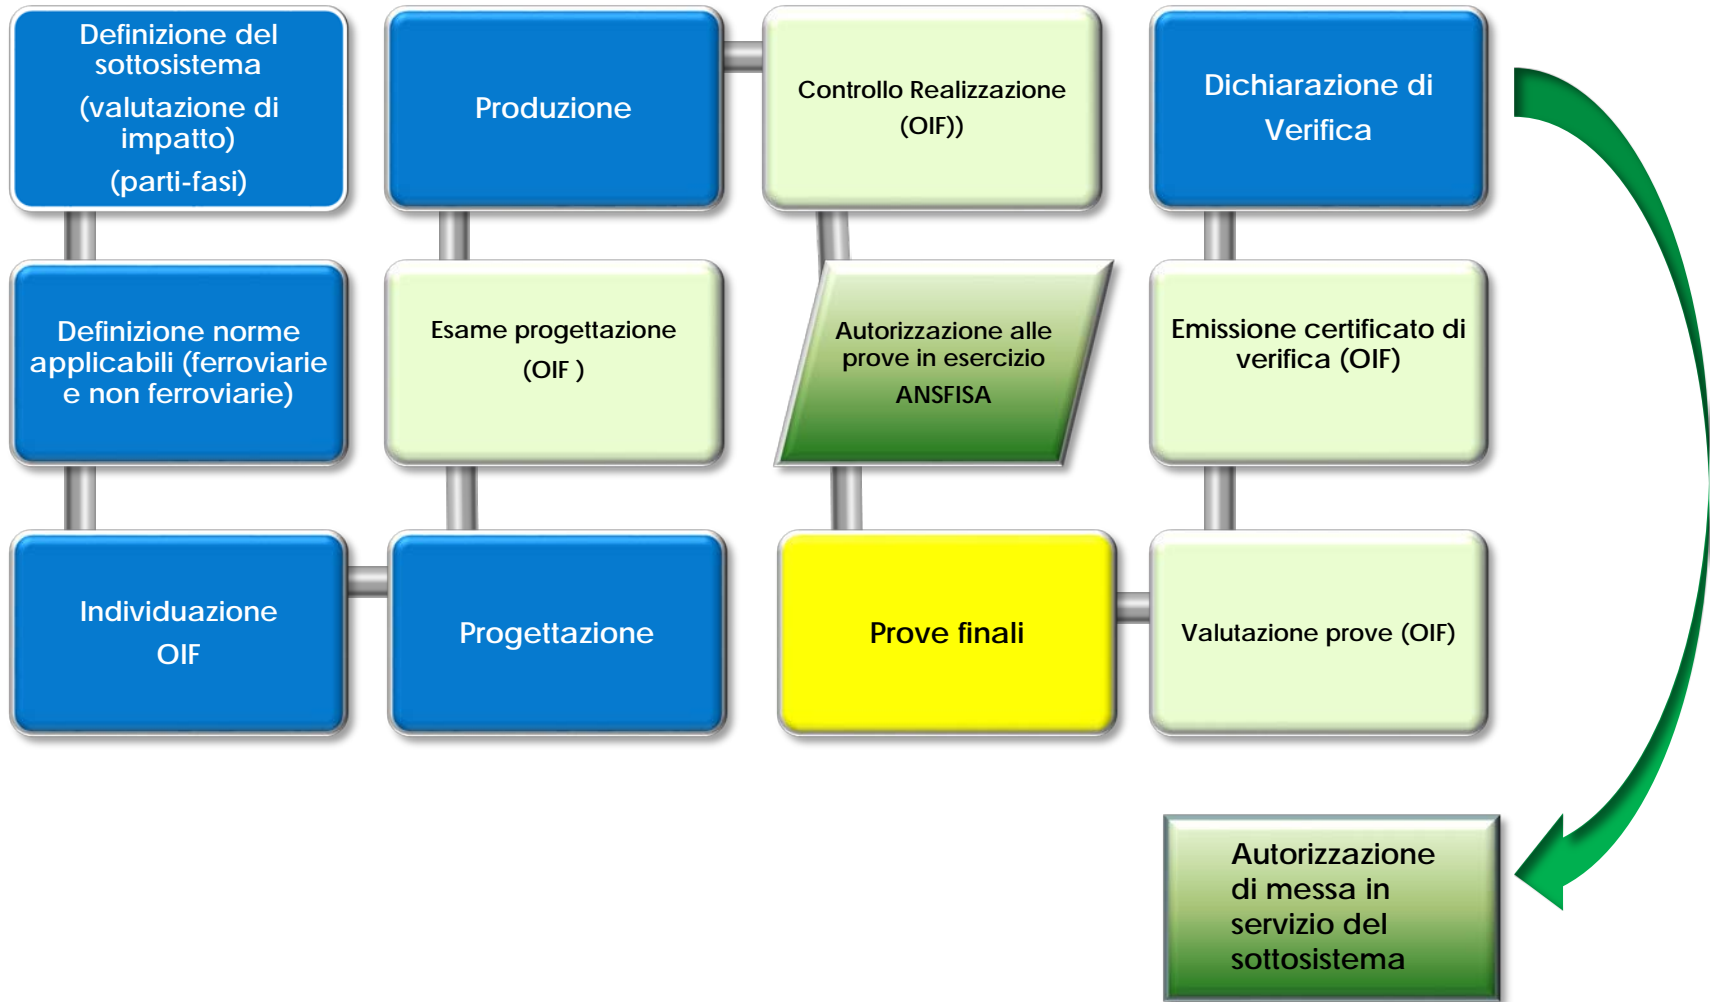 Definizione del
sottosistema
(valutazione di
impatto)
(parti-fasi)
Definizione norme
applicabili (ferroviarie
e non ferroviarie)
Individuazione
OIF
Progettazione
Esame progettazione
(OIF )
Produzione
Controllo Realizzazione
(OIF))
Autorizzazione alle
prove in esercizio
ANSFISA
Prove finali
Valutazione prove (OIF)
Emissione certificato di
verifica (OIF)
Dichiarazione di
Verifica
Autorizzazione
di messa in
servizio del
sottosistema